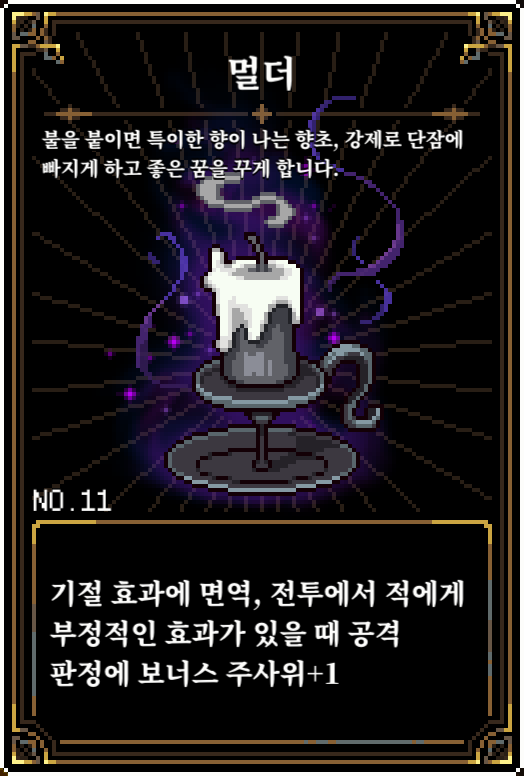 멀더
불을 붙이면 특이한 향이 나는 향초, 강제로 단잠에
빠지게 하고 좋은 꿈을 꾸게 합니다.
NO.11
기절 효과에 면역, 전투에서 적에게
부정적인 효과가 있을 때 공격
판정에 보너스 주사위+1